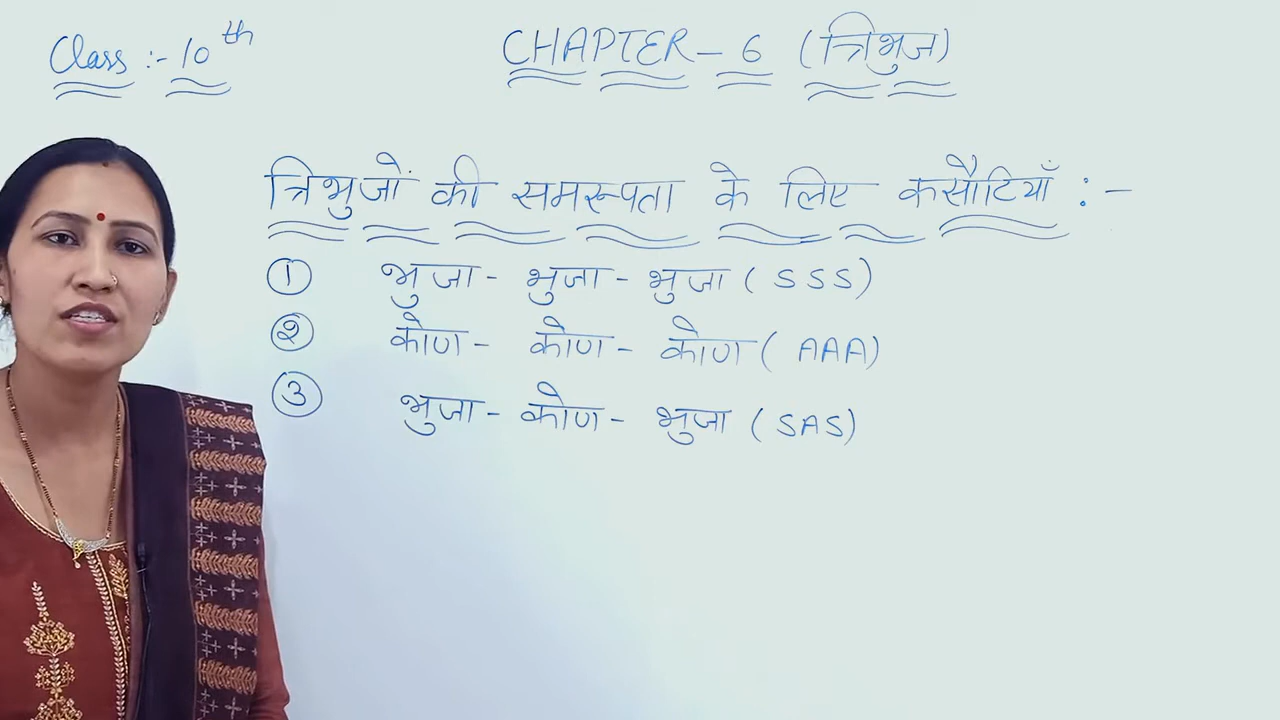 Class :- 10th
CHAPTER - 6 (त्रिभुज)
त्रिभुजों की समरूपता के लिए कसौटियाँ :-
① भुजा - भुजा - भुजा ( SSS )
② कोण - कोण - कोण ( AAA )
③ भुजा - कोण - भुजा ( SAS )